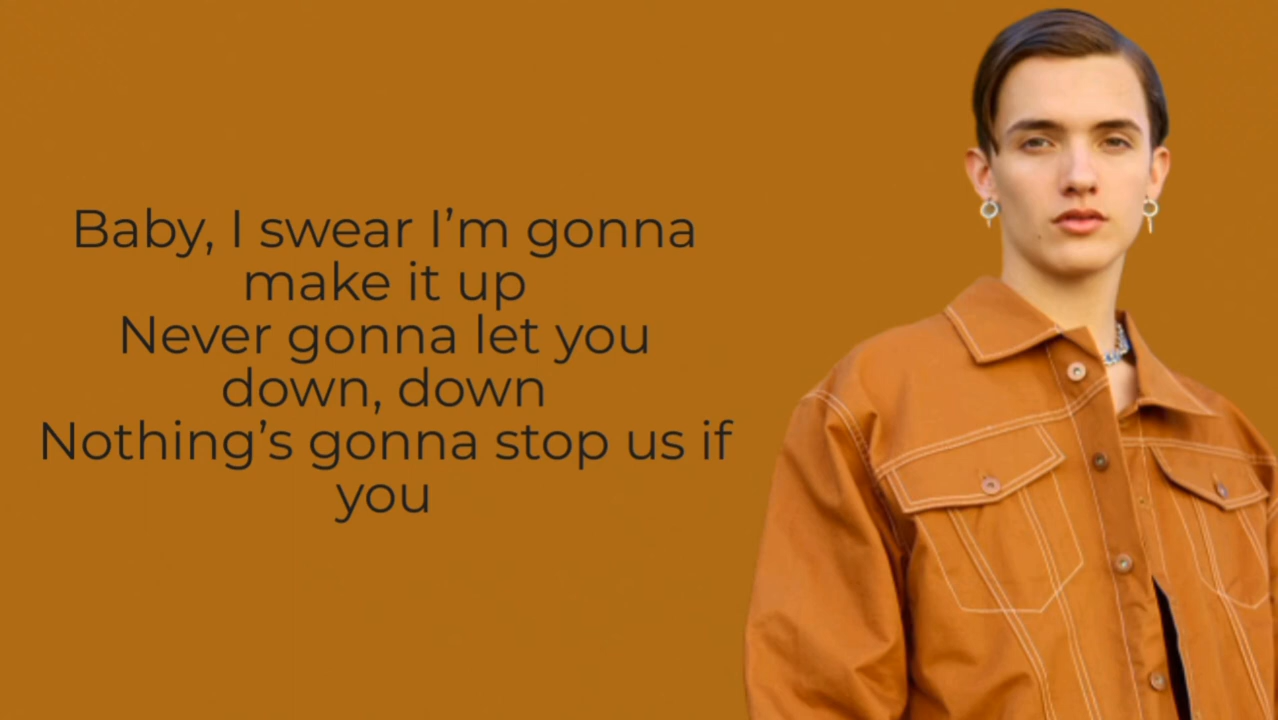 Baby, I swear I’m gonna
make it up
Never gonna let you
down, down
Nothing’s gonna stop us if
you